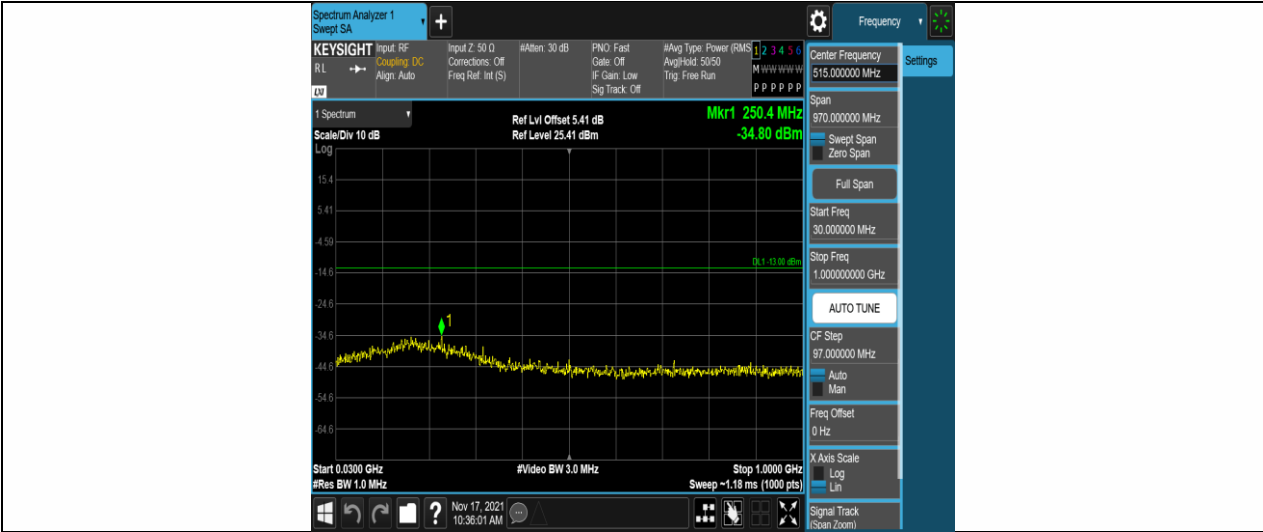 Spectrum Analyzer 1
Swept SA
+
Frequency
KEYSIGHT
RL
LXI
Input: RF
Coupling: DC
Align: Auto
Input Z: 50 Ω
Corrections: Off
Freq Ref: Int (S)
#Atten: 30 dB
PNO: Fast
Gate: Off
IF Gain: Low
Sig Track: Off
#Avg Type: Power (RMS
Avg|Hold: 50/50
Trig: Free Run
1 2 3 4 5 6
M W W W W W
P P P P P P
1 Spectrum
Scale/Div 10 dB
Ref Lvl Offset 5.41 dB
Ref Level 25.41 dBm
Mkr1 250.4 MHz
-34.80 dBm
Log
15.4
5.41
-4.59
-14.6
-24.6
-34.6
-44.6
-54.6
-64.6
DL1 -13.00 dBm
1
Start 0.0300 GHz
#Res BW 1.0 MHz
#Video BW 3.0 MHz
Stop 1.0000 GHz
Sweep ~1.18 ms (1000 pts)
Center Frequency
515.000000 MHz
Settings
Span
970.000000 MHz
Swept Span
Zero Span
Full Span
Start Freq
30.000000 MHz
Stop Freq
1.000000000 GHz
AUTO TUNE
CF Step
97.000000 MHz
Auto
Man
Freq Offset
0 Hz
X Axis Scale
Log
Lin
Signal Track
(Span Zoom)
?
Nov 17, 2021
10:36:01 AM